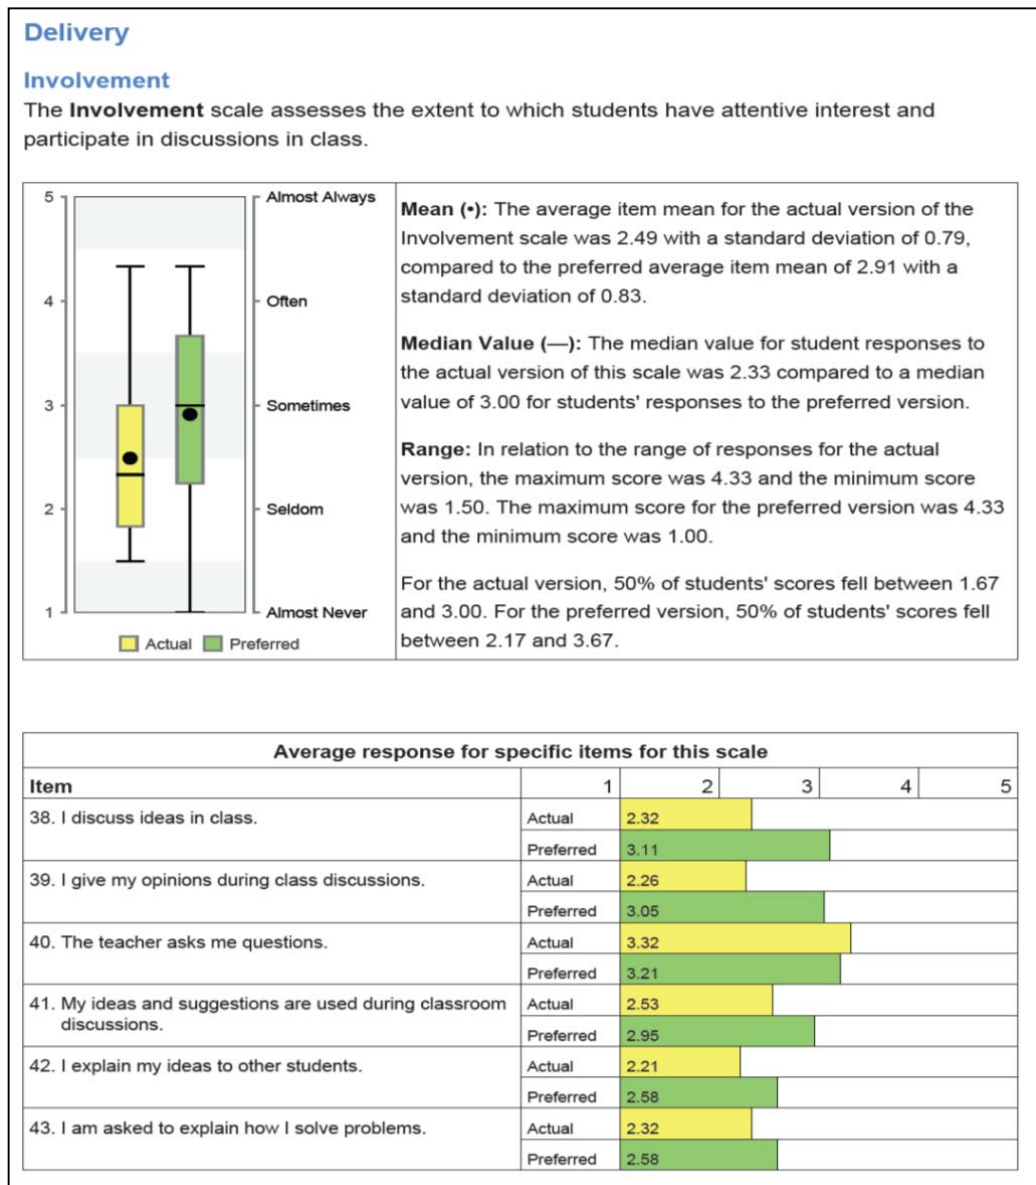 Delivery
Involvement
The Involvement scale assesses the extent to which students have attentive interest and
participate in discussions in class.
5
4
3
2
1
Almost Always
Often
Sometimes
Seldom
Almost Never
Actual Preferred
Mean (•): The average item mean for the actual version of the
Involvement scale was 2.49 with a standard deviation of 0.79,
compared to the preferred average item mean of 2.91 with a
standard deviation of 0.83.
Median Value (—): The median value for student responses to
the actual version of this scale was 2.33 compared to a median
value of 3.00 for students' responses to the preferred version.
Range: In relation to the range of responses for the actual
version, the maximum score was 4.33 and the minimum score
was 1.50. The maximum score for the preferred version was 4.33
and the minimum score was 1.00.
For the actual version, 50% of students' scores fell between 1.67
and 3.00. For the preferred version, 50% of students' scores fell
between 2.17 and 3.67.
Average response for specific items for this scale
Item 1 2 3 4 5
38. I discuss ideas in class. Actual 2.32
Preferred 3.11
39. I give my opinions during class discussions. Actual 2.26
Preferred 3.05
40. The teacher asks me questions. Actual 3.32
Preferred 3.21
41. My ideas and suggestions are used during classroom Actual 2.53
discussions. Preferred 2.95
42. I explain my ideas to other students. Actual 2.21
Preferred 2.58
43. I am asked to explain how I solve problems. Actual 2.32
Preferred 2.58